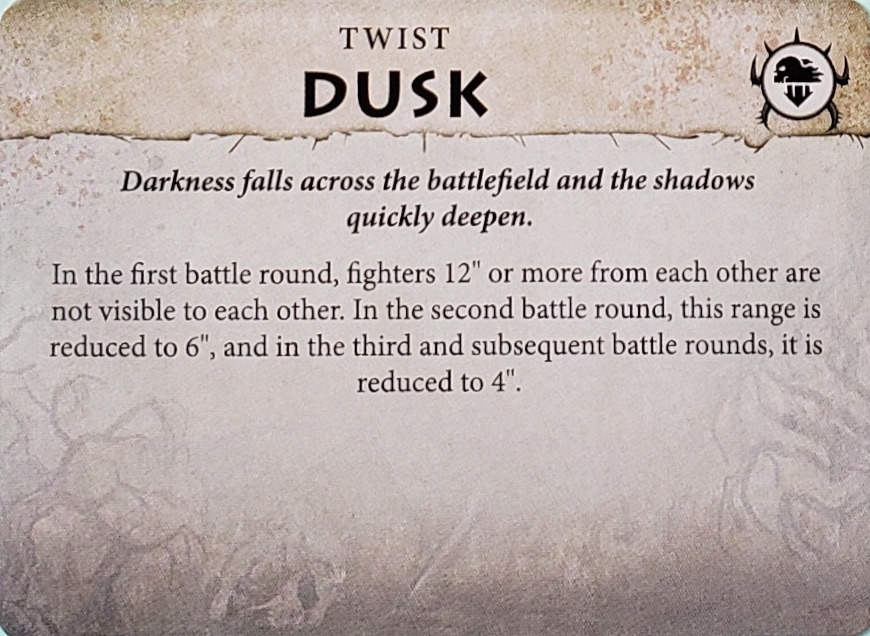 TWIST
DUSK
Darkness falls across the battlefield and the shadows
quickly deepen.
In the first battle round, fighters 12" or more from each other are
not visible to each other. In the second battle round, this range is
reduced to 6", and in the third and subsequent battle rounds, it is
reduced to 4".